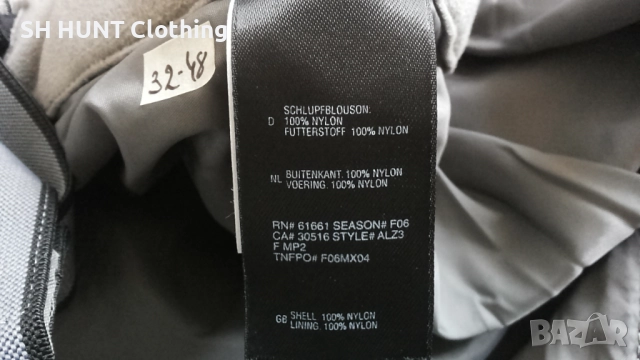 SH HUNT Clothing
32-48
D SCHLUPFBLOUSON:
100% NYLON
FUTTERSTOFF 100% NYLON
NL BUITENKANT. 100% NYLON
VOERING. 100% NYLON
RN# 61661 SEASON# F06
CA# 30516 STYLE# ALZ3
F MP2
TNFPO# F06MX04
GB SHELL 100% NYLON
LINING. 100% NYLON
BAZAR